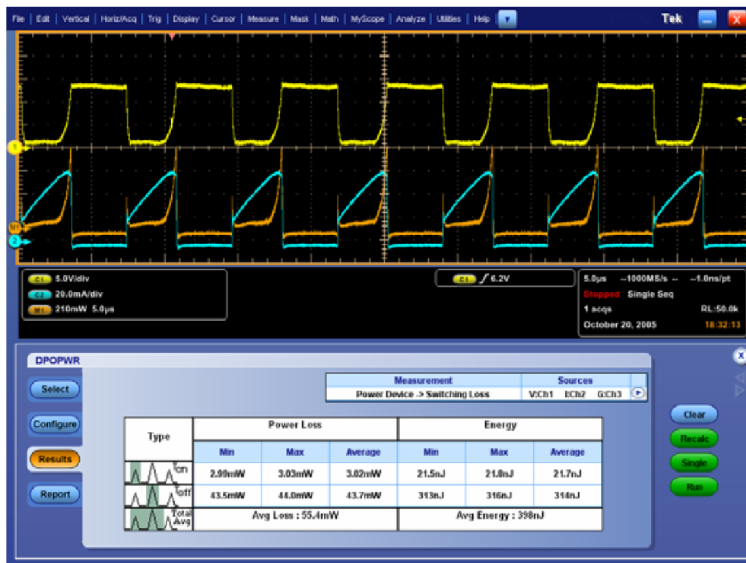 File | Edit | Vertical | Horiz/Acq | Trig | Display | Cursor | Measure | Mask | Math | MyScope | Analyze | Utilities | Help
Tek
X
1
M1
2
C1 5.0V/div
C2 20.0mA/div
M1 210mW 5.0µs
C1 6.2V
5.0µs ~1000MS/s ~ ~1.0ns/pt
Stopped Single Seq
1 acqs RL:50.0k
October 20, 2005 18:32:13
DPOPWR
X
Select
Configure
Results
Report
Measurement Sources
Power Device -> Switching Loss V:Ch1 I:Ch2 G:Ch3
Type Power Loss Energy
Min Max Average Min Max Average
Ton 2.99mW 3.03mW 3.02mW 21.5nJ 21.8nJ 21.7nJ
Toff 43.5mW 44.0mW 43.7mW 313nJ 316nJ 314nJ
Total Avg Avg Loss : 55.4mW Avg Energy : 398nJ
Clear
Recalc
Single
Run